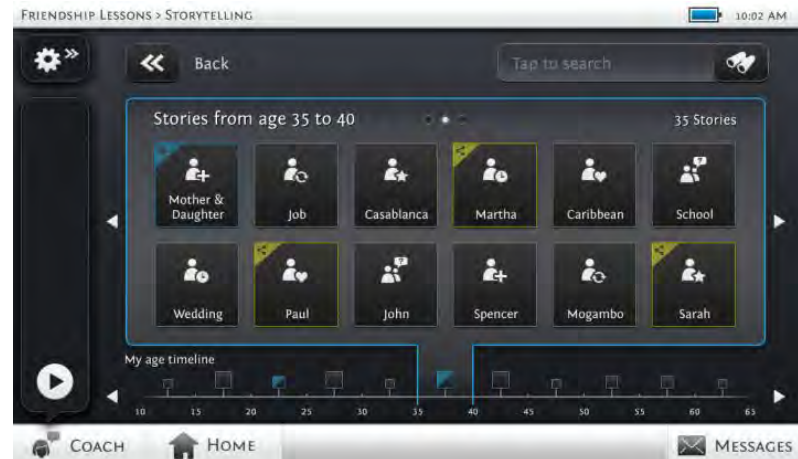 FRIENDSHIP LESSONS > STORYTELLING
10:02 AM
Back
Tap to search
Stories from age 35 to 40
35 Stories
Mother &
Daughter
Job
Casablanca
Martha
Caribbean
School
Wedding
Paul
John
Spencer
Mogambo
Sarah
My age timeline
10 15 20 25 30 35 40 45 50 55 60 65
COACH
HOME
MESSAGES